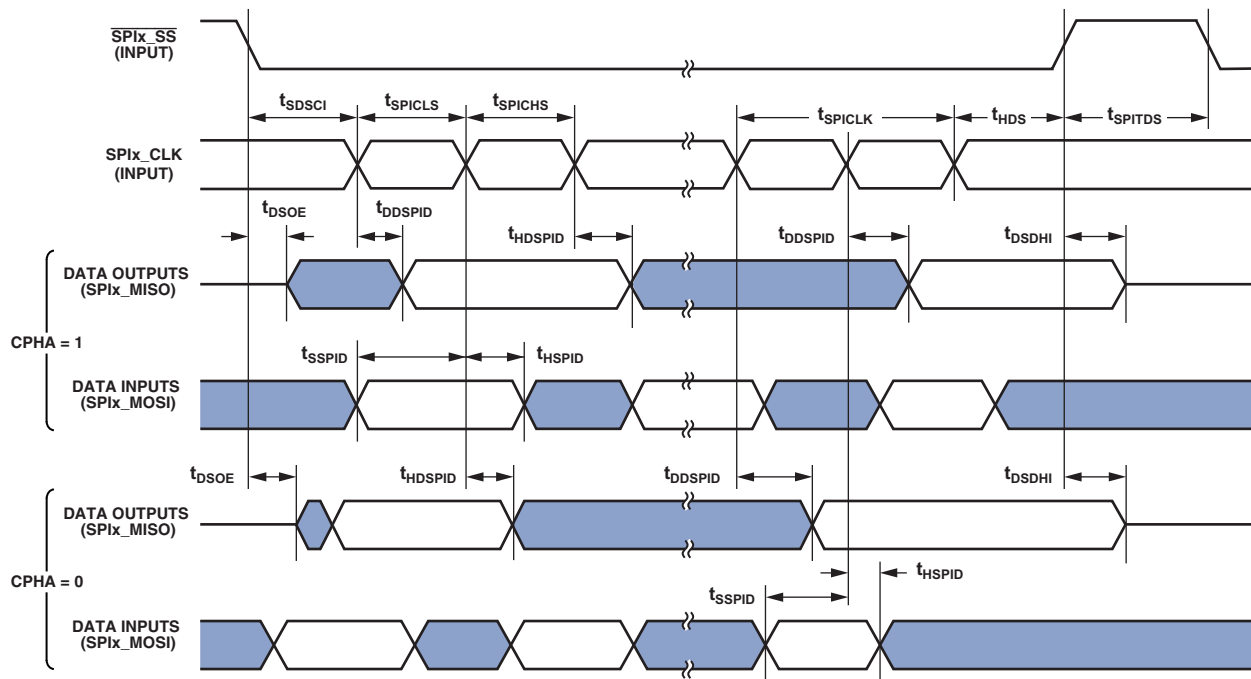 SPIx_SS
(INPUT)
tSDSCI tSPICLS tSPICHS tSPICLK tHDS tSPITDS
SPIx_CLK
(INPUT)
tDSOE tDDSPID tHDSPID tDDSPID tDSDHI
DATA OUTPUTS
(SPIx_MISO)
CPHA = 1
tSSPID tHSPID
DATA INPUTS
(SPIx_MOSI)
tDSOE tHDSPID tDDSPID tDSDHI
DATA OUTPUTS
(SPIx_MISO)
CPHA = 0
tHSPID
tSSPID
DATA INPUTS
(SPIx_MOSI)